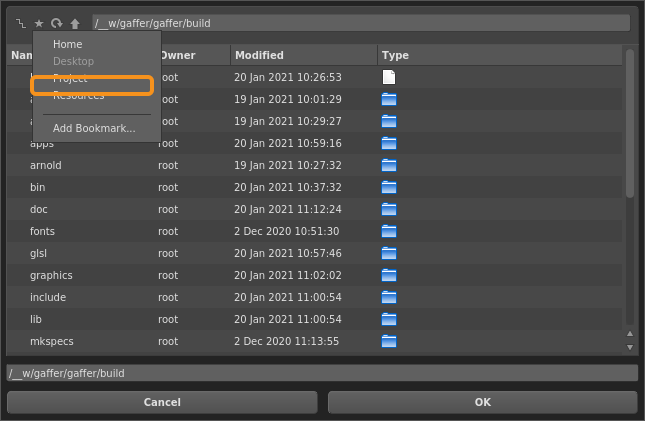 /__w/gaffer/gaffer/build
Owner Modified Type
Home
Desktop
Project
Resources
Add Bookmark...
root 20 Jan 2021 10:26:53
root 19 Jan 2021 10:01:29
root 19 Jan 2021 10:29:27
apps root 20 Jan 2021 10:59:16
arnold root 19 Jan 2021 10:27:32
bin root 20 Jan 2021 10:37:32
doc root 20 Jan 2021 11:12:24
fonts root 2 Dec 2020 10:51:30
glsl root 20 Jan 2021 10:57:46
graphics root 20 Jan 2021 11:02:02
include root 20 Jan 2021 11:00:54
lib root 20 Jan 2021 11:00:54
mkspecs root 2 Dec 2020 11:13:55
/__w/gaffer/gaffer/build
Cancel OK